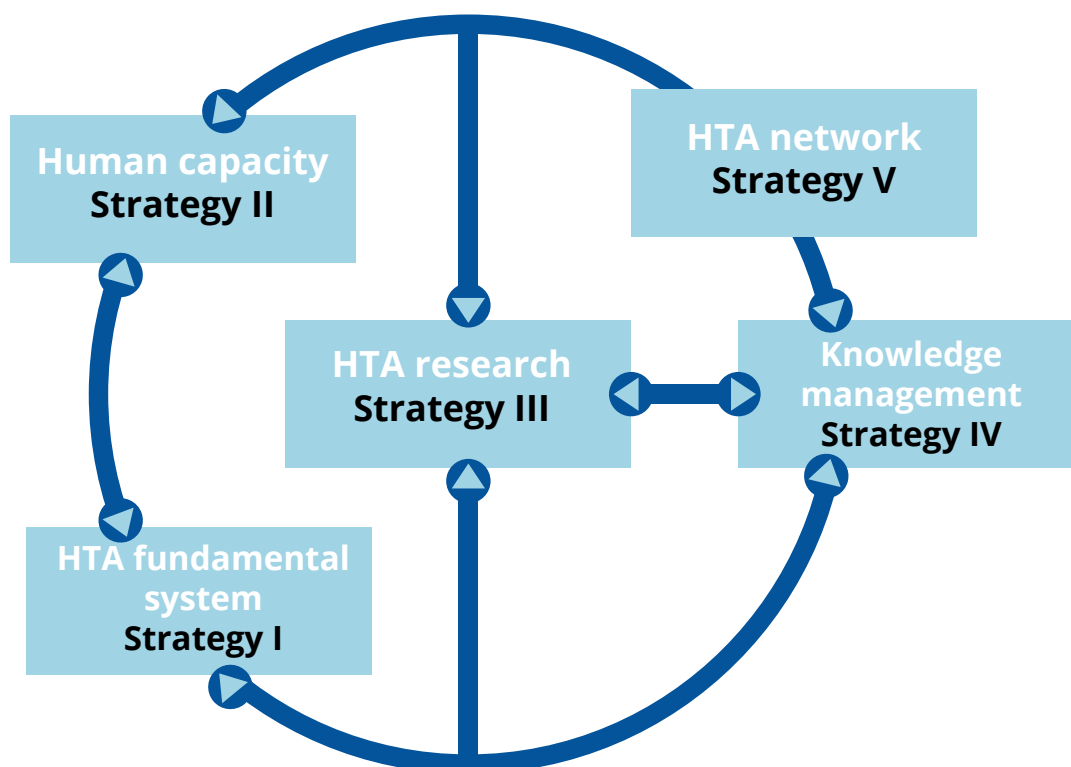 Human capacity
Strategy II
HTA network
Strategy V
HTA research
Strategy III
Knowledge
management
Strategy IV
HTA fundamental
system
Strategy I